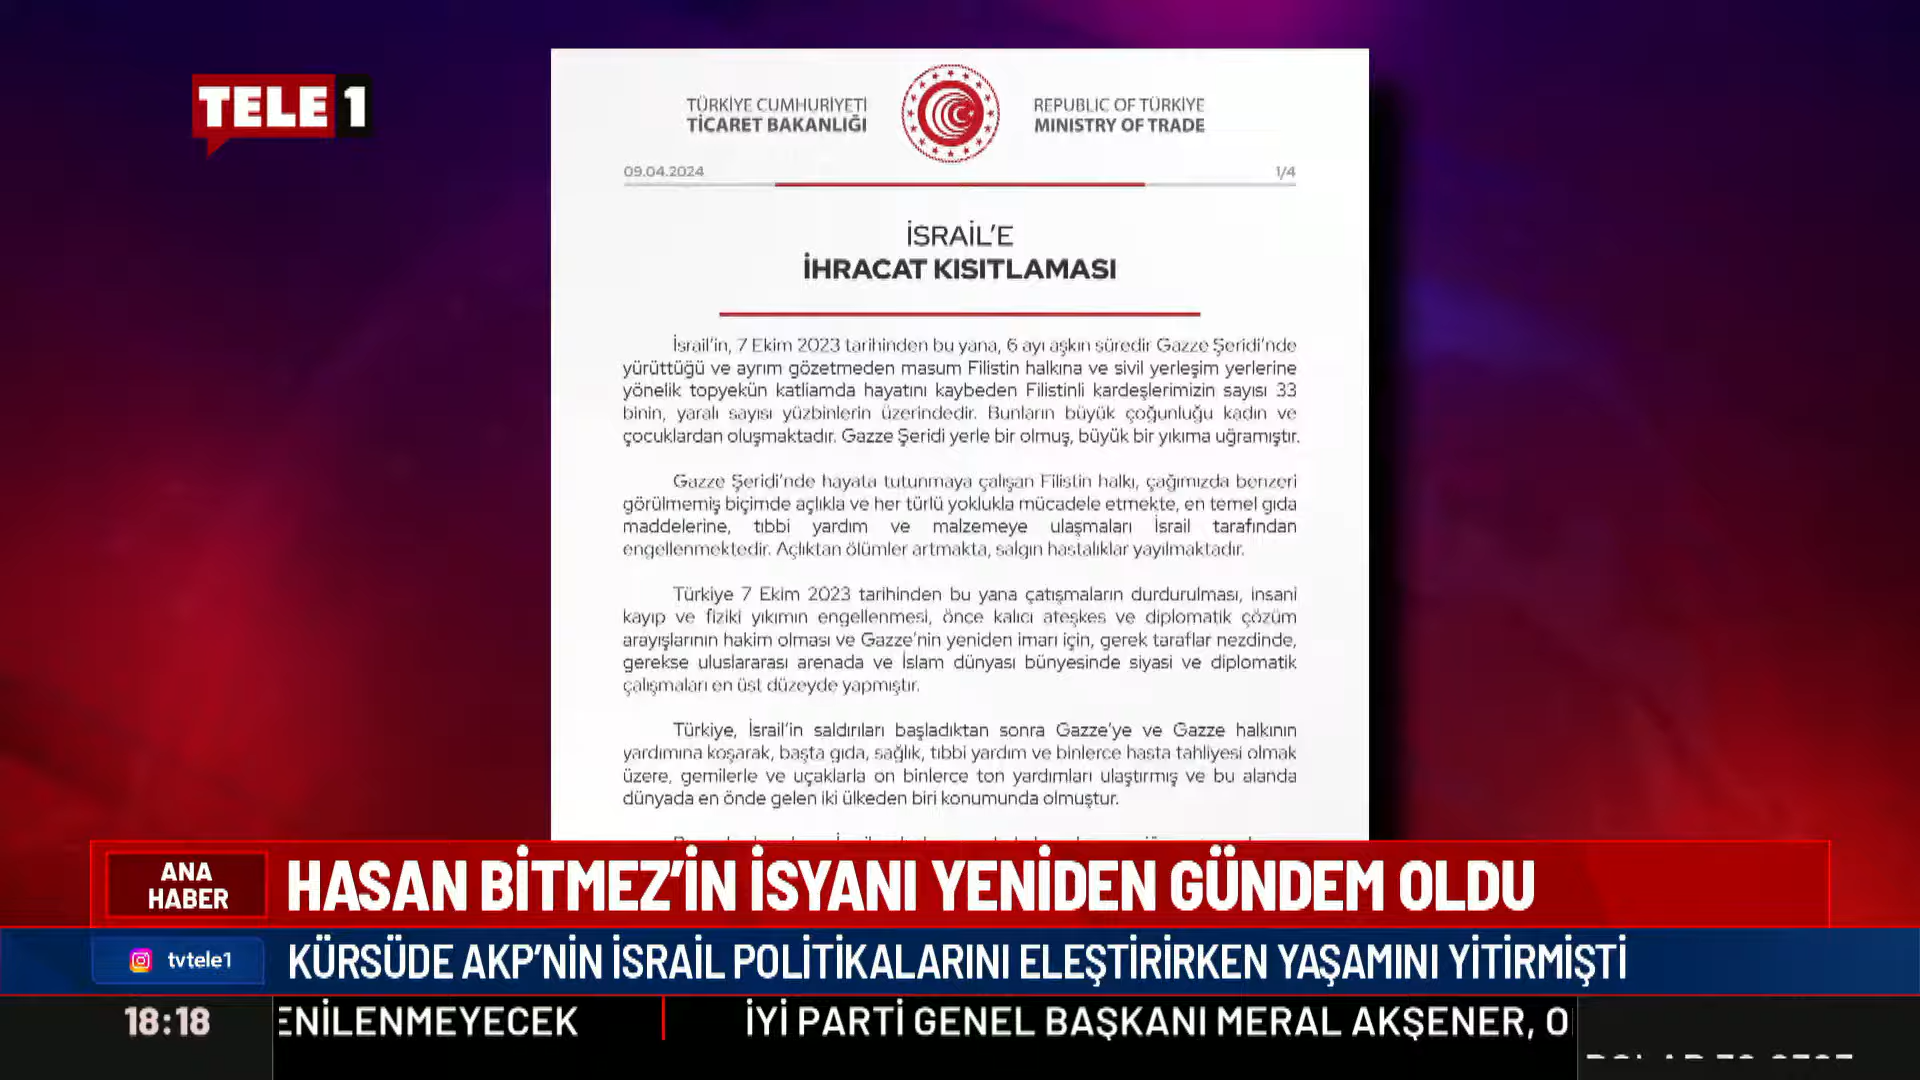 TELE 1
TÜRKİYE CUMHURİYETİ
TİCARET BAKANLIĞI
REPUBLIC OF TÜRKİYE
MINISTRY OF TRADE
09.04.2024
1/4
İSRAİL'E
İHRACAT KISITLAMASI
İsrail'in, 7 Ekim 2023 tarihinden bu yana, 6 ayı aşkın süredir Gazze Şeridi'nde
yürüttüğü ve ayrım gözetmeden masum Filistin halkına ve sivil yerleşim yerlerine
yönelik topyekün katliamda hayatını kaybeden Filistinli kardeşlerimizin sayısı 33
binin, yaralı sayısı yüzbinlerin üzerindedir. Bunların büyük çoğunluğu kadın ve
çocuklardan oluşmaktadır. Gazze Şeridi yerle bir olmuş, büyük bir yıkıma uğramıştır.
Gazze Şeridi'nde hayata tutunmaya çalışan Filistin halkı, çağımızda benzeri
görülmemiş biçimde açlıkla ve her türlü yoklukla mücadele etmekte, en temel gıda
maddelerine, tıbbi yardım ve malzemeye ulaşmaları İsrail tarafından
engellenmektedir. Açlıktan ölümler artmakta, salgın hastalıklar yayılmaktadır.
Türkiye 7 Ekim 2023 tarihinden bu yana çatışmaların durdurulması, insani
kayıp ve fiziki yıkımın engellenmesi, önce kalıcı ateşkes ve diplomatik çözüm
arayışlarının hakim olması ve Gazze'nin yeniden imarı için, gerek taraflar nezdinde,
gerekse uluslararası arenada ve İslam dünyası bünyesinde siyasi ve diplomatik
çalışmaları en üst düzeyde yapmıştır.
Türkiye, İsrail'in saldırıları başladıktan sonra Gazze'ye ve Gazze halkının
yardımına koşarak, başta gıda, sağlık, tıbbi yardım ve binlerce hasta tahliyesi olmak
üzere, gemilerle ve uçaklarla on binlerce ton yardımları ulaştırmış ve bu alanda
dünyada en önde gelen iki ülkeden biri konumunda olmuştur.
ANA
HABER
HASAN BİTMEZ'İN İSYANI YENİDEN GÜNDEM OLDU
tvtele1
KÜRSÜDE AKP'NİN İSRAİL POLİTİKALARINI ELEŞTİRİRKEN YAŞAMINI YİTİRMİŞTİ
18:18
ENİLENMEYECEK
İYİ PARTİ GENEL BAŞKANI MERAL AKŞENER, O